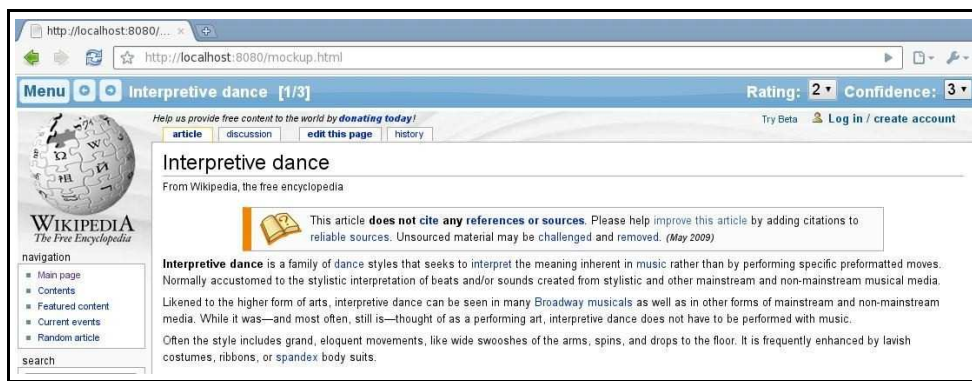 http://localhost:8080/...
http://localhost:8080/mockup.html
Menu Interpretive dance [1/3] Rating: 2 Confidence: 3
Help us provide free content to the world by donating today!
Try Beta Log in / create account
article discussion edit this page history
Interpretive dance
From Wikipedia, the free encyclopedia
This article does not cite any references or sources. Please help improve this article by adding citations to
reliable sources. Unsourced material may be challenged and removed. (May 2009)
WIKIPEDIA
The Free Encyclopedia
navigation
Main page
Contents
Featured content
Current events
Random article
search
Interpretive dance is a family of dance styles that seeks to interpret the meaning inherent in music rather than by performing specific preformatted moves.
Normally accustomed to the stylistic interpretation of beats and/or sounds created from stylistic and other mainstream and non-mainstream musical media.
Likened to the higher form of arts, interpretive dance can be seen in many Broadway musicals as well as in other forms of mainstream and non-mainstream
media. While it was—and most often, still is—thought of as a performing art, interpretive dance does not have to be performed with music.
Often the style includes grand, eloquent movements, like wide swooshes of the arms, spins, and drops to the floor. It is frequently enhanced by lavish
costumes, ribbons, or spandex body suits.